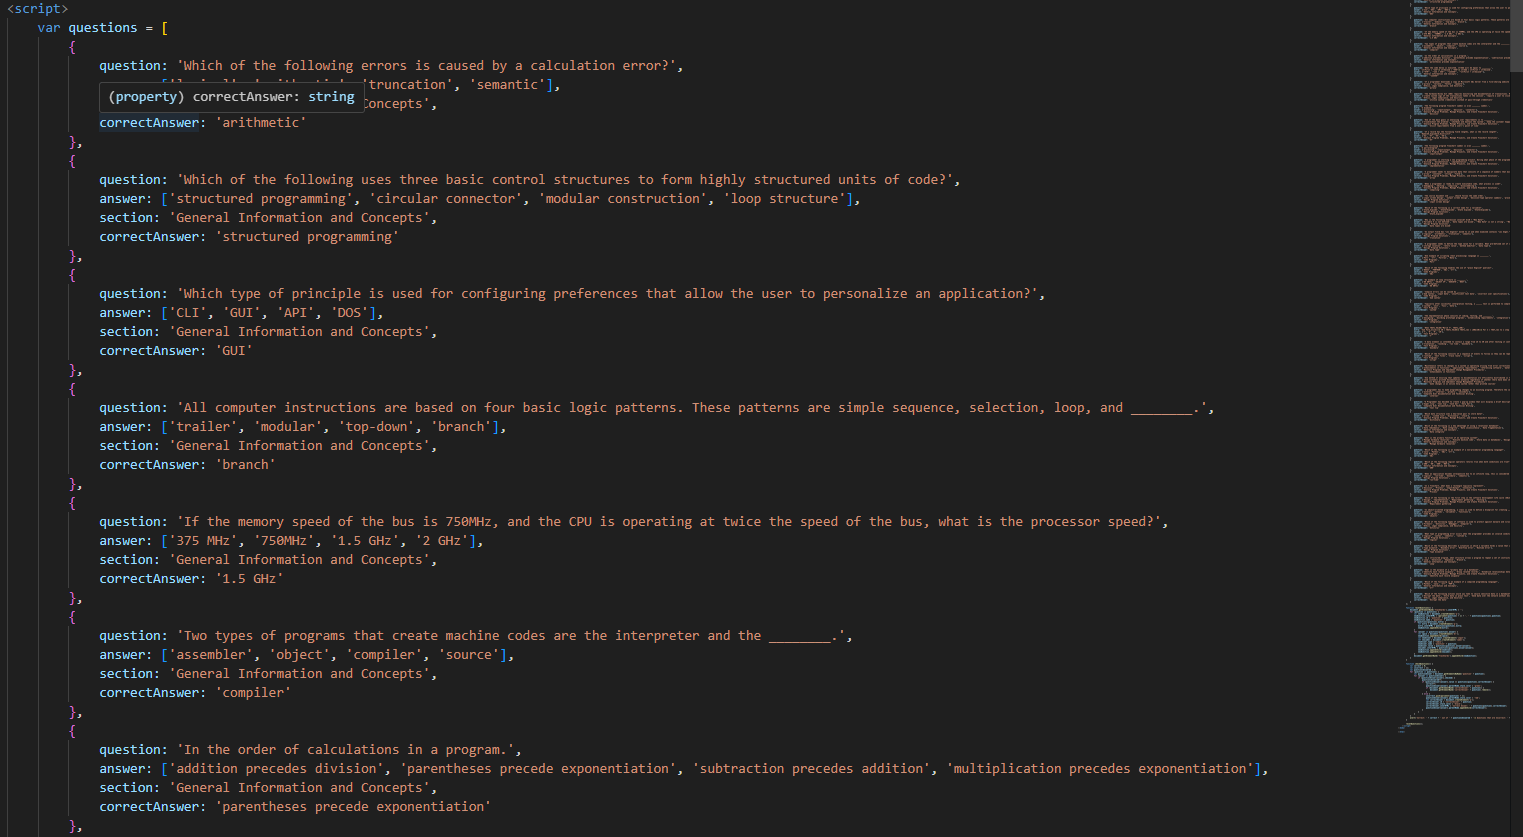 <script>
var questions = [
{
question: 'Which of the following errors is caused by a calculation error?',
'truncation', 'semantic'],
(property) correctAnswer: string
concepts',
correctAnswer: 'arithmetic'
},
{
question: 'Which of the following uses three basic control structures to form highly structured units of code?',
answer: ['structured programming', 'circular connector', 'modular construction', 'loop structure'],
section: 'General Information and Concepts',
correctAnswer: 'structured programming'
},
{
question: 'Which type of principle is used for configuring preferences that allow the user to personalize an application?',
answer: ['CLI', 'GUI', 'API', 'DOS'],
section: 'General Information and Concepts',
correctAnswer: 'GUI'
},
{
question: 'All computer instructions are based on four basic logic patterns. These patterns are simple sequence, selection, loop, and ________.',
answer: ['trailer', 'modular', 'top-down', 'branch'],
section: 'General Information and Concepts',
correctAnswer: 'branch'
},
{
question: 'If the memory speed of the bus is 750MHz, and the CPU is operating at twice the speed of the bus, what is the processor speed?',
answer: ['375 MHz', '750MHz', '1.5 GHz', '2 GHz'],
section: 'General Information and Concepts',
correctAnswer: '1.5 GHz'
},
{
question: 'Two types of programs that create machine codes are the interpreter and the ________.',
answer: ['assembler', 'object', 'compiler', 'source'],
section: 'General Information and Concepts',
correctAnswer: 'compiler'
},
{
question: 'In the order of calculations in a program.',
answer: ['addition precedes division', 'parentheses precede exponentiation', 'subtraction precedes addition', 'multiplication precedes exponentiation'],
section: 'General Information and Concepts',
correctAnswer: 'parentheses precede exponentiation'
},